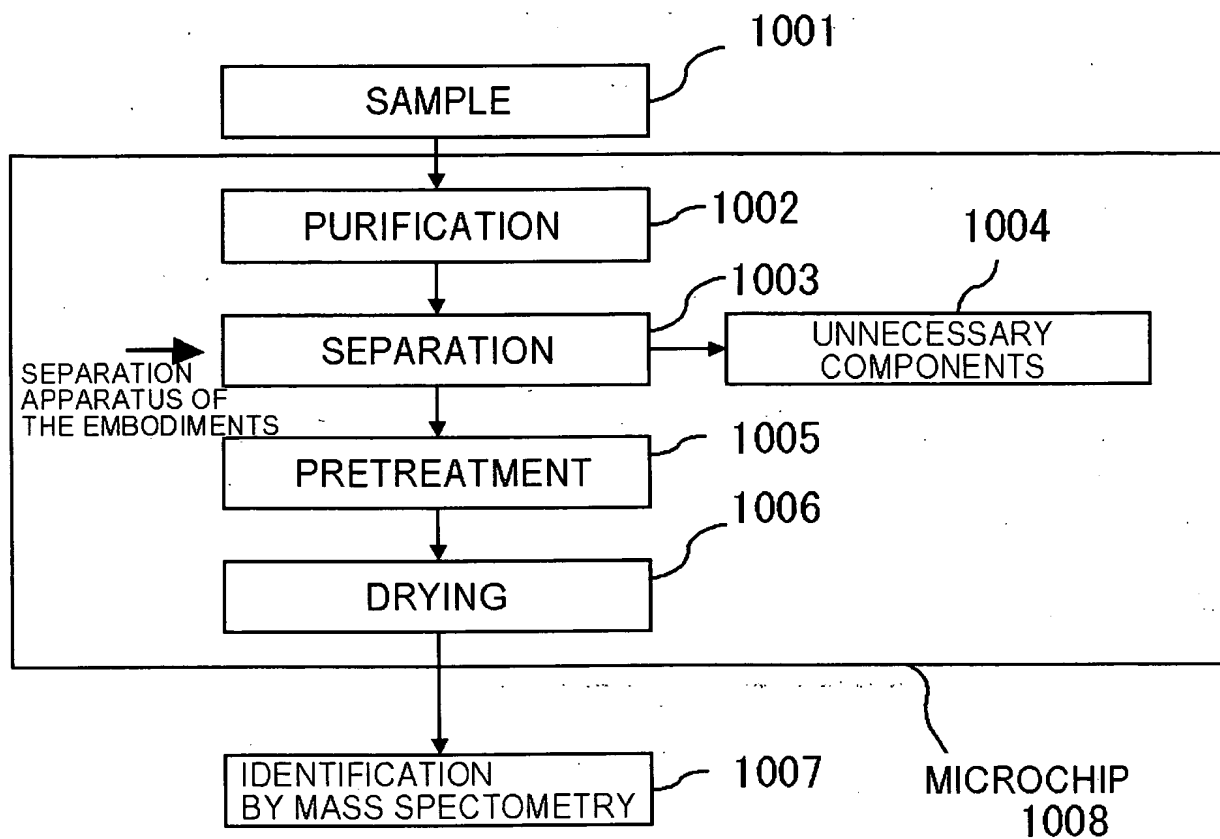 1001
SAMPLE
PURIFICATION
1002
1003
1004
SEPARATION
UNNECESSARY
COMPONENTS
SEPARATION
APPARATUS OF
THE EMBODIMENTS
1005
PRETREATMENT
1006
DRYING
IDENTIFICATION
BY MASS SPECTOMETRY
1007
MICROCHIP
1008